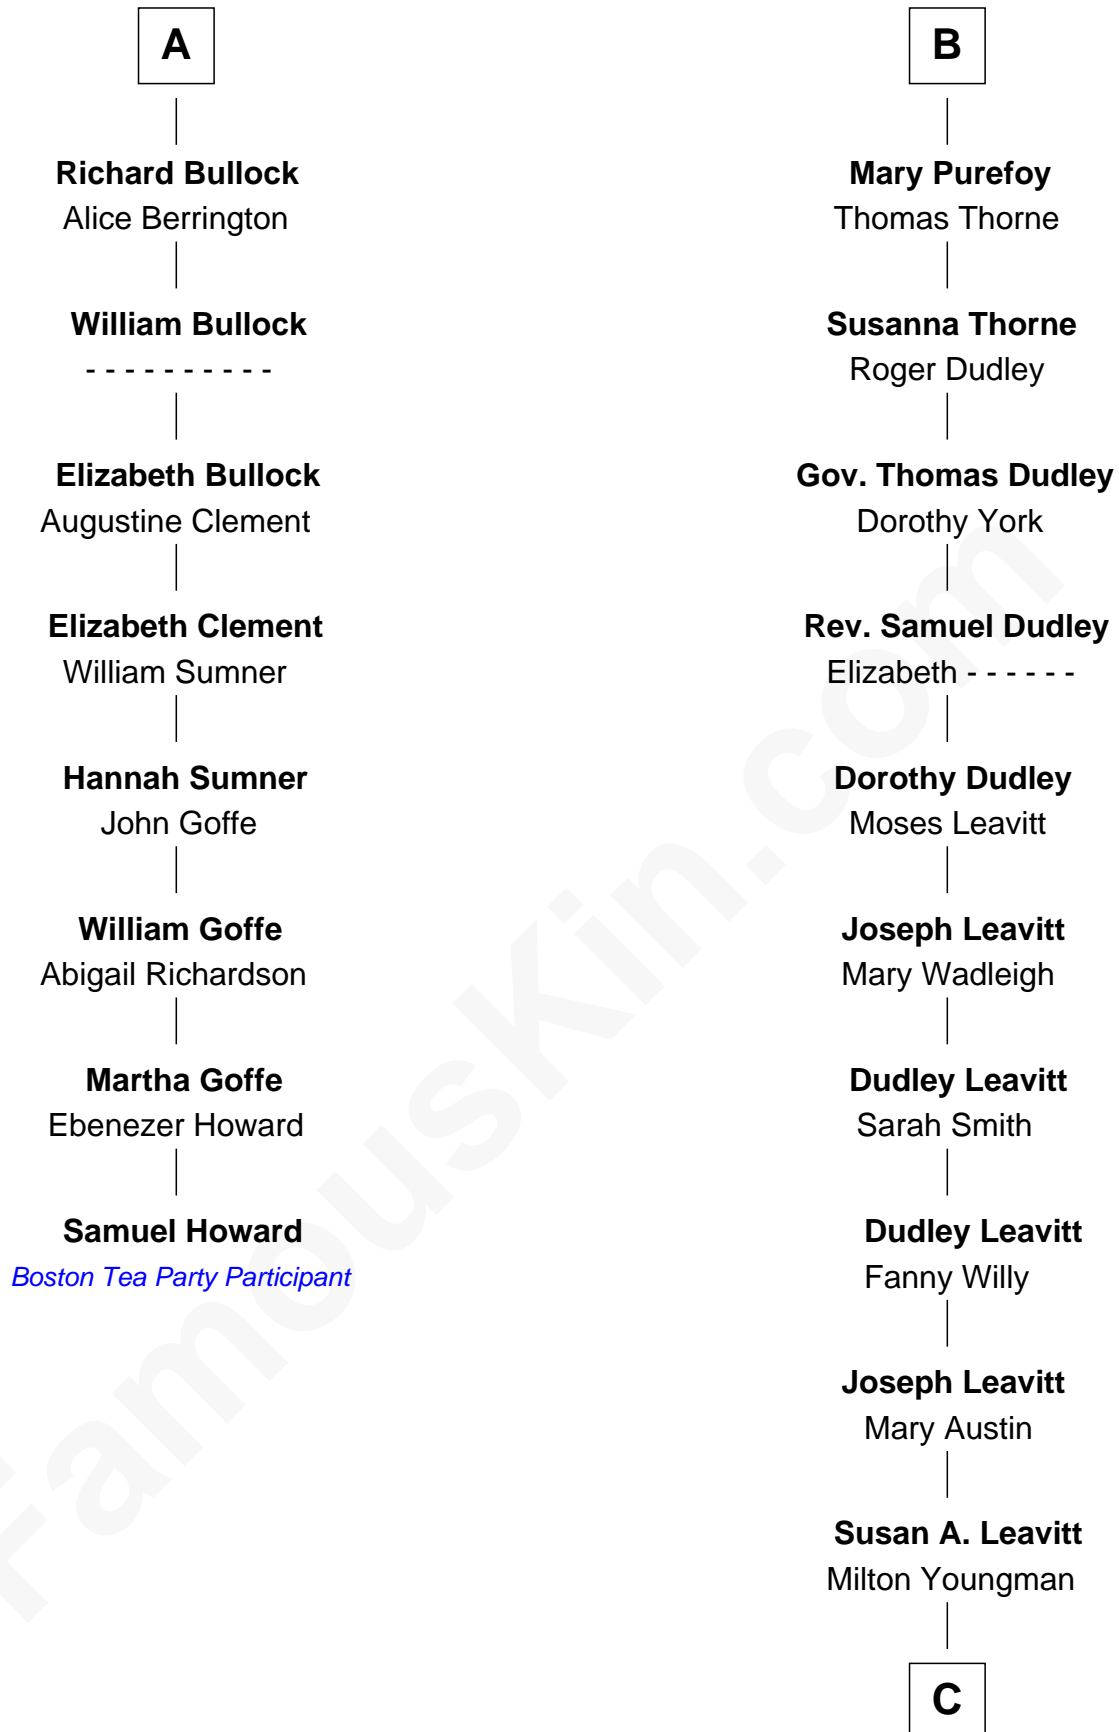 A
Richard Bullock
Alice Berrington
William Bullock
- - - - - - - - - -
Elizabeth Bullock
Augustine Clement
Elizabeth Clement
William Sumner
Hannah Sumner
John Goffe
William Goffe
Abigail Richardson
Martha Goffe
Ebenezer Howard
Samuel Howard
Boston Tea Party Participant
B
Mary Purefoy
Thomas Thorne
Susanna Thorne
Roger Dudley
Gov. Thomas Dudley
Dorothy York
Rev. Samuel Dudley
Elizabeth - - - - - -
Dorothy Dudley
Moses Leavitt
Joseph Leavitt
Mary Wadleigh
Dudley Leavitt
Sarah Smith
Dudley Leavitt
Fanny Willy
Joseph Leavitt
Mary Austin
Susan A. Leavitt
Milton Youngman
C
FamousKin.com